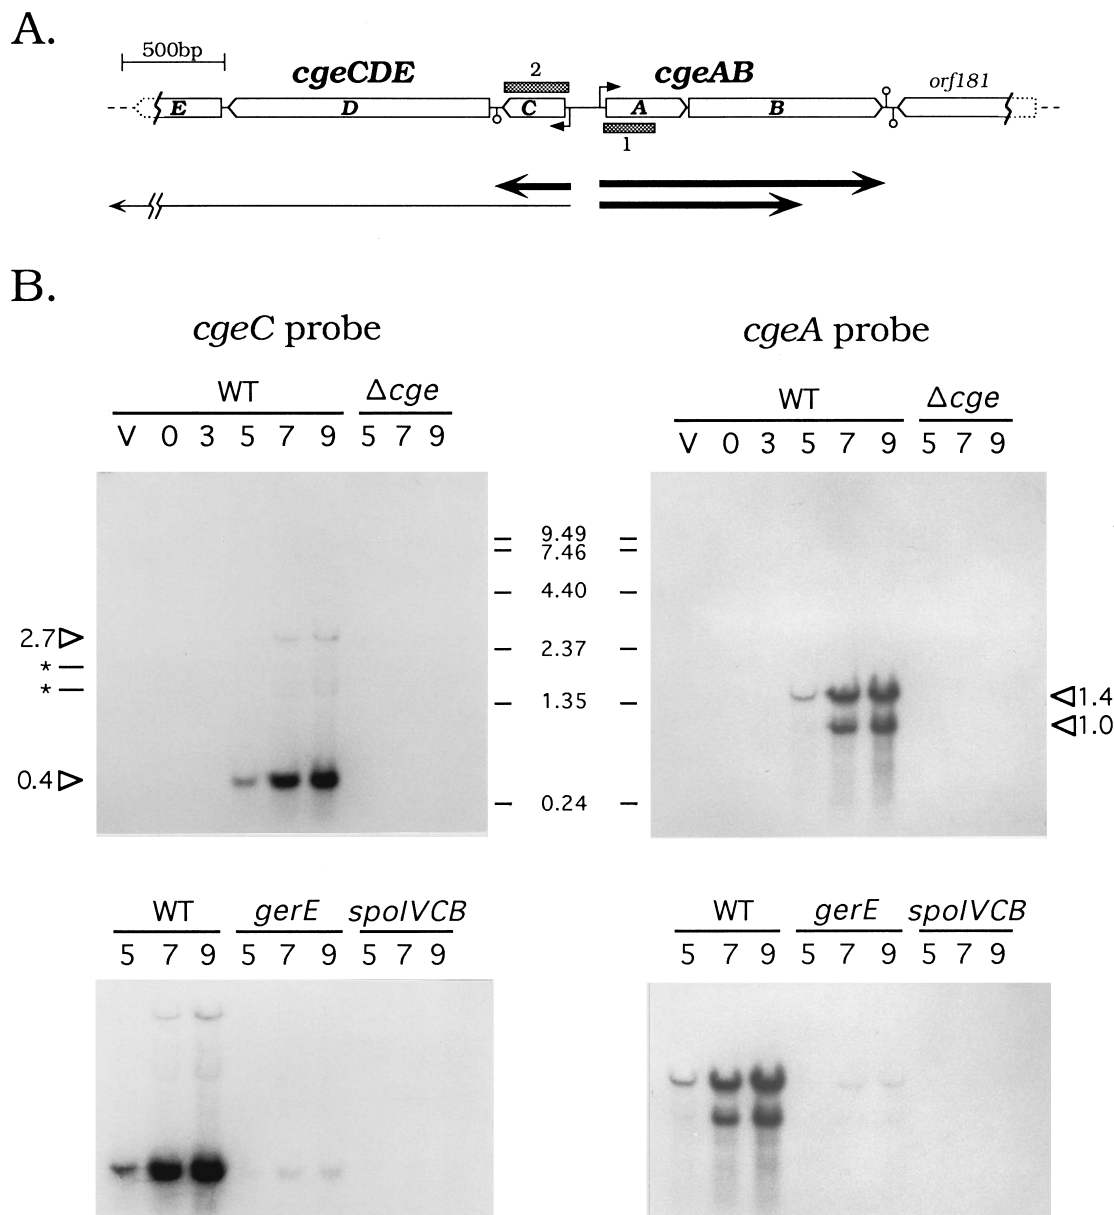 A.
500bp
cgeCDE
2
cgeAB
orf181
E D C A B
1
B.
cgeC probe
cgeA probe
WT Δcge
V 0 3 5 7 9 5 7 9
WT Δcge
V 0 3 5 7 9 5 7 9
9.49
7.46
4.40
2.7
2.37
*
*
1.35
1.4
1.0
0.4
0.24
WT gerE spoIVCB
5 7 9 5 7 9 5 7 9
WT gerE spoIVCB
5 7 9 5 7 9 5 7 9